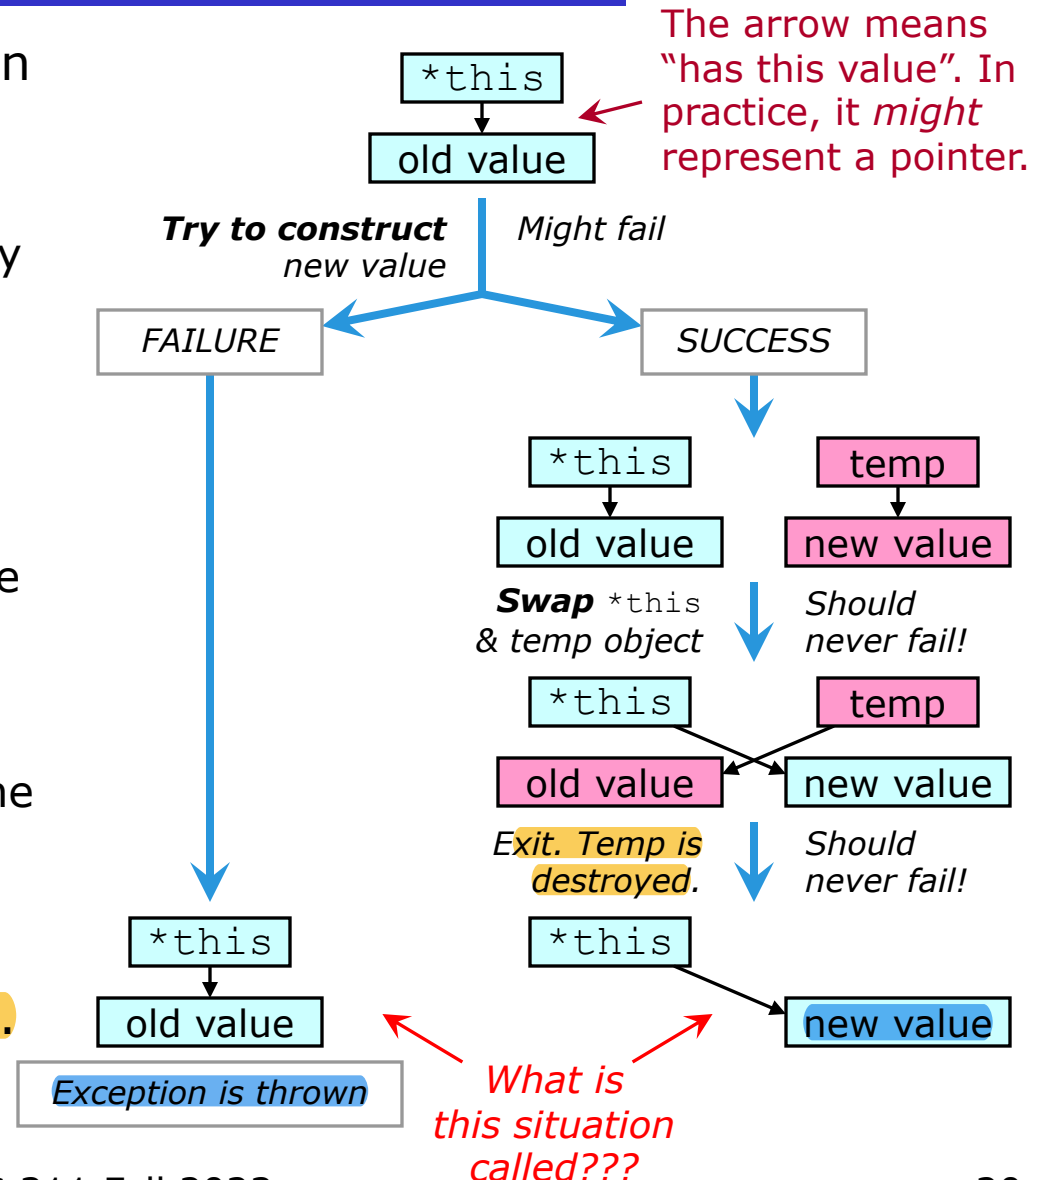 The arrow means
“has this value”. In
practice, it might
represent a pointer.
n
*this
old value
Try to construct
new value
Might fail
y
FAILURE
SUCCESS
*this
temp
old value
new value
e
Swap *this
& temp object
Should
never fail!
*this
temp
old value
new value
ne
Exit. Temp is
destroyed.
Should
never fail!
*this
*this
.
old value
new value
Exception is thrown
What is
this situation
called???